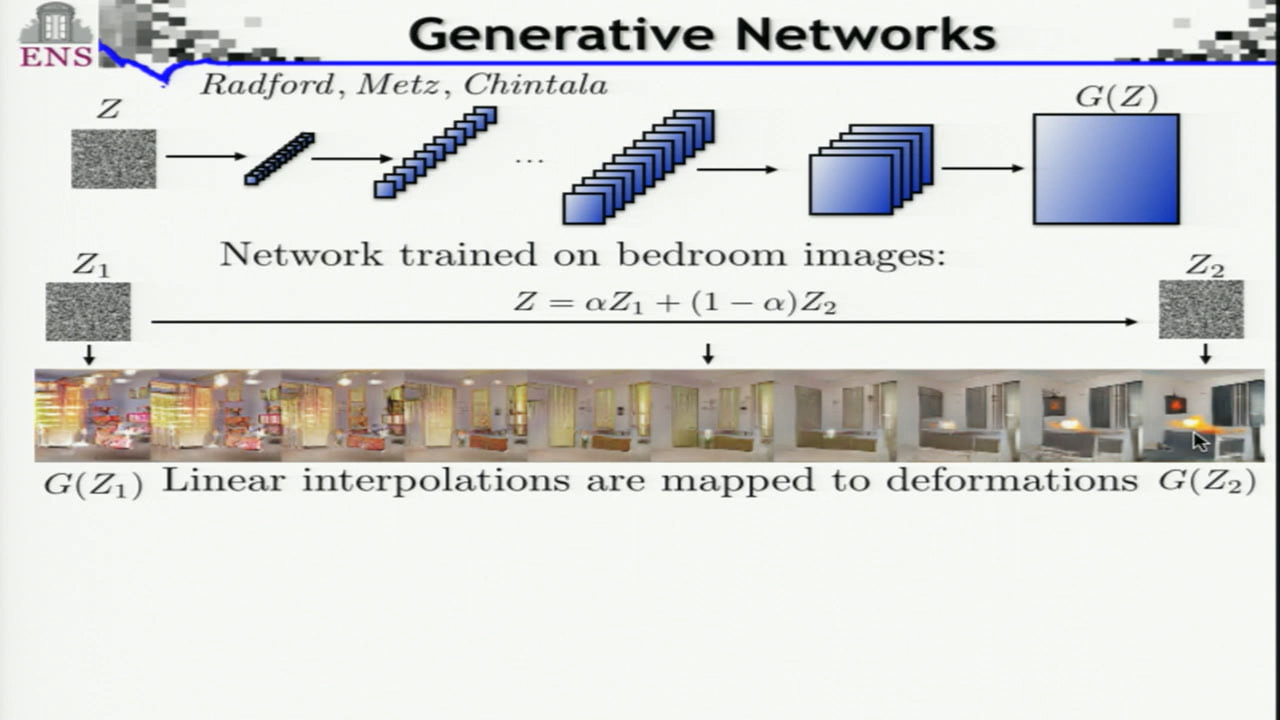 Generative Networks
ENS
Radford, Metz, Chintala
Z
G(Z)
...
Network trained on bedroom images:
Z₁
Z₂
Z = αZ₁ + (1 − α)Z₂
G(Z₁) Linear interpolations are mapped to deformations G(Z₂)